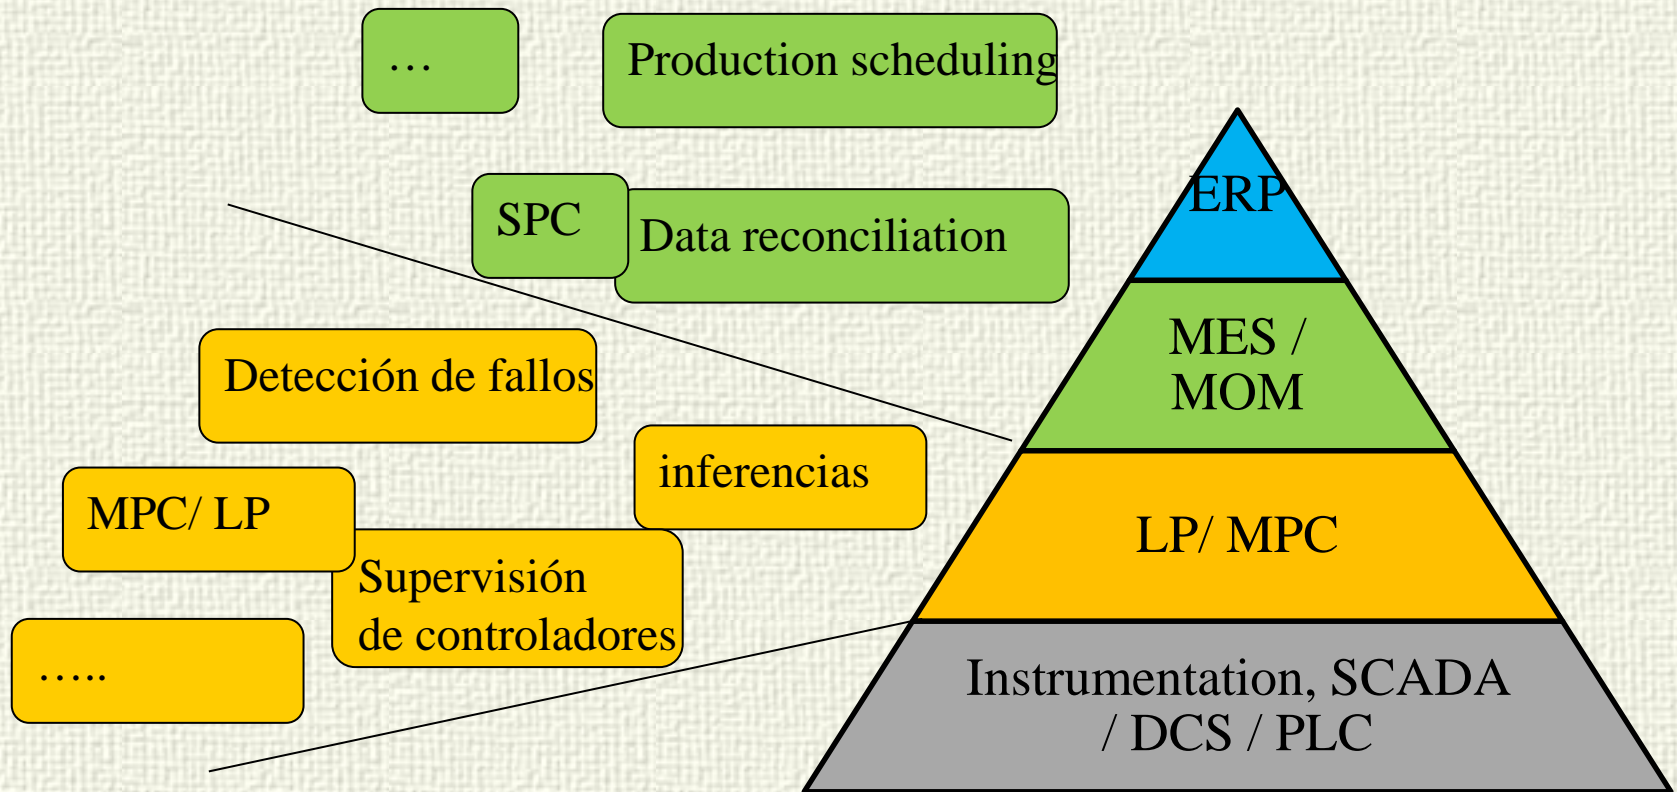 …
Production scheduling
SPC
Data reconciliation
Detección de fallos
inferencias
MPC/ LP
Supervisión
de controladores
…..
ERP
MES /
MOM
LP/ MPC
Instrumentation, SCADA
/ DCS / PLC